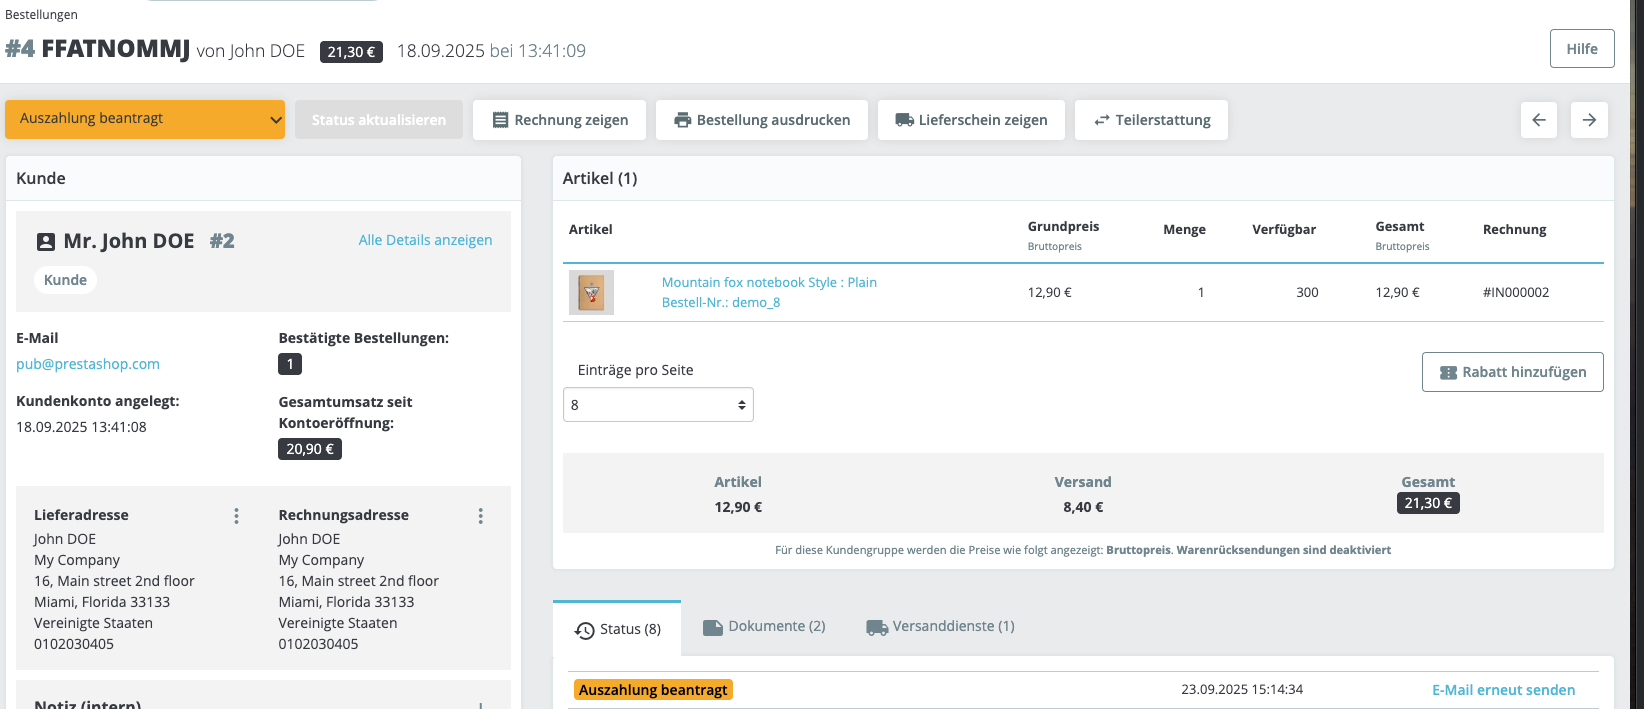 Bestellungen
#4 FFATNOMMJ von John DOE 21,30 € 18.09.2025 bei 13:41:09
Hilfe
Auszahlung beantragt
Status aktualisieren
Rechnung zeigen
Bestellung ausdrucken
Lieferschein zeigen
Teilerstattung
Kunde
Mr. John DOE #2
Alle Details anzeigen
Kunde
E-Mail
pub@prestashop.com
Bestätigte Bestellungen:
1
Kundenkonto angelegt:
18.09.2025 13:41:08
Gesamtumsatz seit
Kontoeröffnung:
20,90 €
Lieferadresse
John DOE
My Company
16, Main street 2nd floor
Miami, Florida 33133
Vereinigte Staaten
0102030405
Rechnungsadresse
John DOE
My Company
16, Main street 2nd floor
Miami, Florida 33133
Vereinigte Staaten
0102030405
Notiz (intern)
Artikel (1)
Artikel
Grundpreis
Bruttopreis
Menge
Verfügbar
Gesamt
Bruttopreis
Rechnung
Mountain fox notebook Style : Plain
Bestell-Nr.: demo_8
12,90 €
1
300
12,90 €
#IN000002
Einträge pro Seite
8
Rabatt hinzufügen
Artikel
12,90 €
Versand
8,40 €
Gesamt
21,30 €
Für diese Kundengruppe werden die Preise wie folgt angezeigt: Bruttopreis. Warenrücksendungen sind deaktiviert
Status (8)
Dokumente (2)
Versanddienste (1)
Auszahlung beantragt
23.09.2025 15:14:34
E-Mail erneut senden